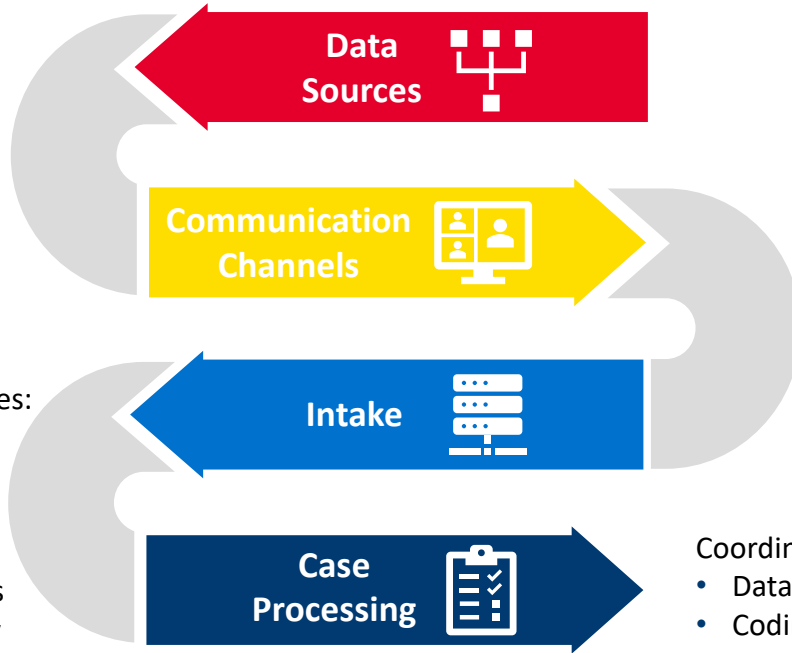 Data
Sources
Communication
Channels
es:
Intake
Case
Processing
s
Coordin
• Data
• Codi